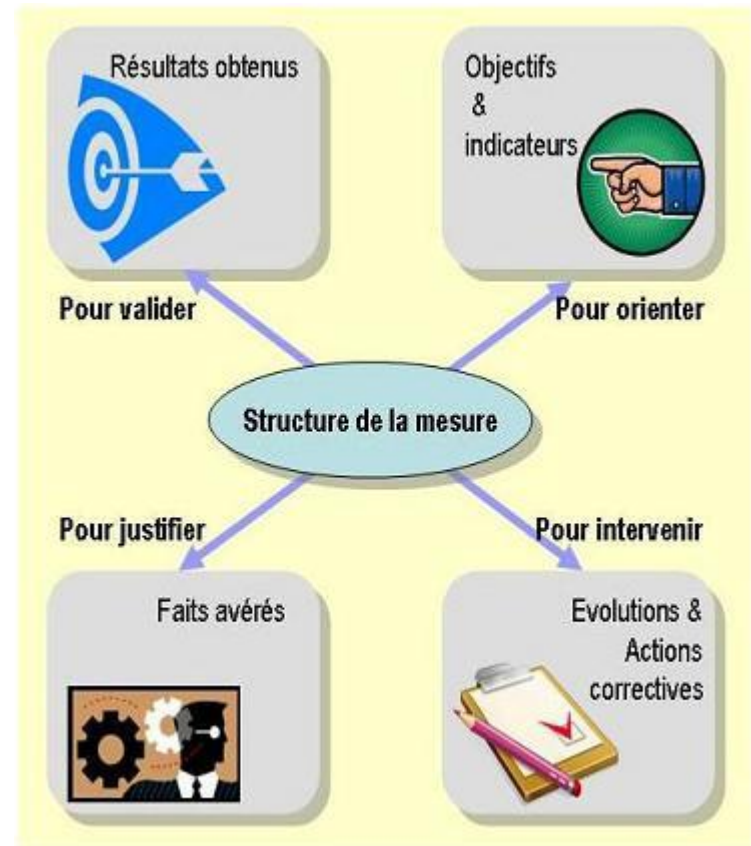 Résultats obtenus
Objectifs
&
indicateurs
Pour valider
Pour orienter
Structure de la mesure
Pour justifier
Pour intervenir
Faits avérés
Evolutions &
Actions
correctives